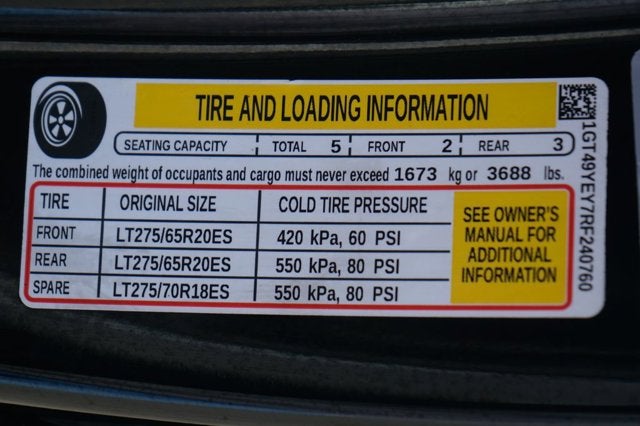 TIRE AND LOADING INFORMATION
SEATING CAPACITY TOTAL 5 FRONT 2 REAR 3
The combined weight of occupants and cargo must never exceed 1673 kg or 3688 lbs.
TIRE ORIGINAL SIZE COLD TIRE PRESSURE
FRONT LT275/65R20ES 420 kPa, 60 PSI
REAR LT275/65R20ES 550 kPa, 80 PSI
SPARE LT275/70R18ES 550 kPa, 80 PSI
SEE OWNER'S
MANUAL FOR
ADDITIONAL
INFORMATION
1GT49YEY7RF240760